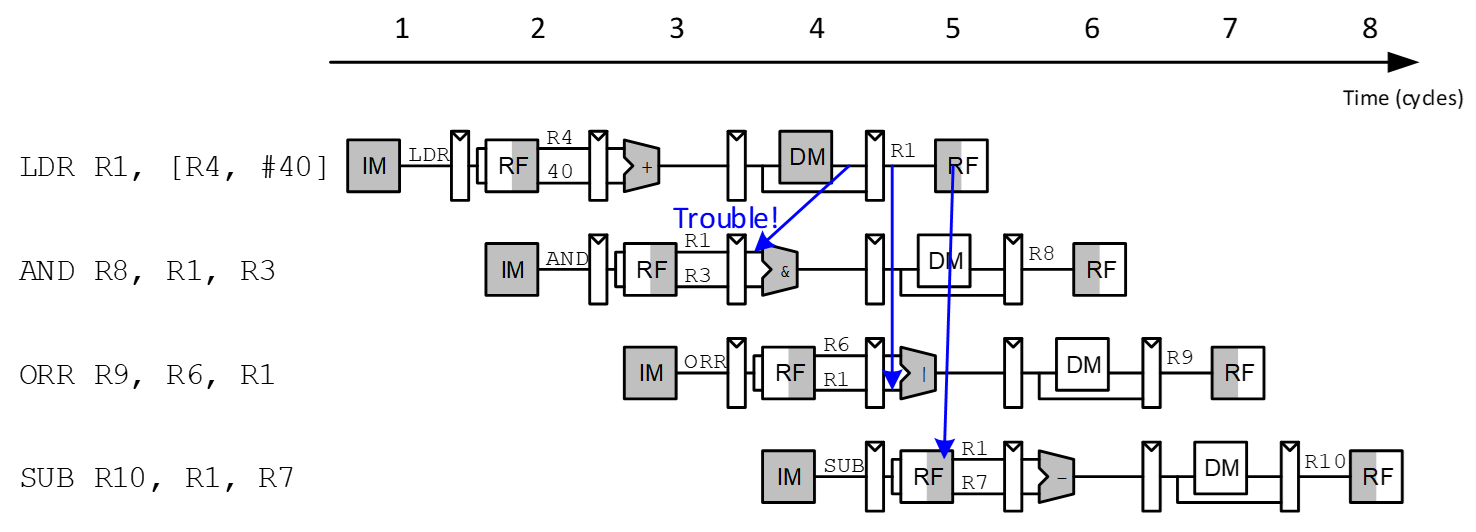 1 2 3 4 5 6 7 8
Time (cycles)
LDR R1, [R4, #40] IM LDR RF R4 40 + DM R1 RF
Trouble!
AND R8, R1, R3 IM AND RF R1 R3 & DM R8 RF
ORR R9, R6, R1 IM ORR RF R6 R1 | DM R9 RF
SUB R10, R1, R7 IM SUB RF R1 R7 - DM R10 RF